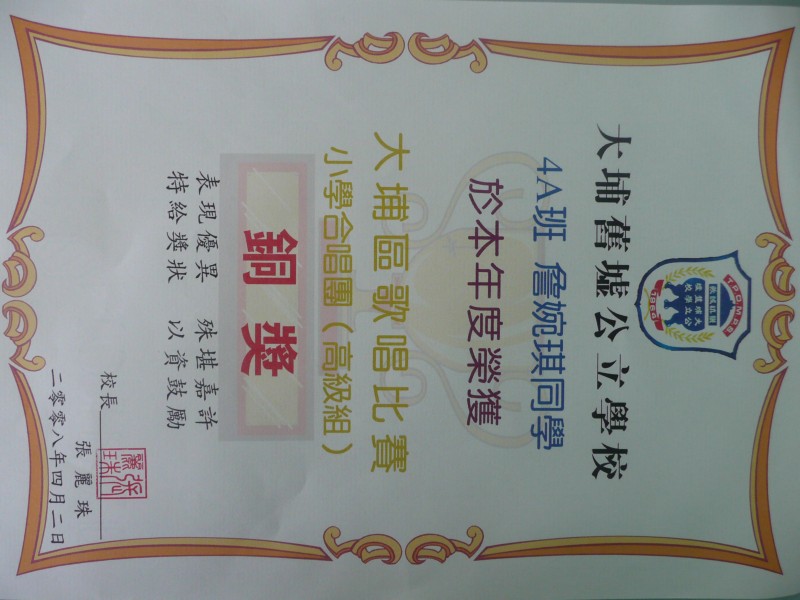 TPOMPS
大埔舊墟公立學校
4A班 詹婉琪同學
於本年度榮獲
大埔區歌唱比賽
小學合唱團（高級組）
銅獎
表現優異 殊堪嘉許
特給獎狀 以資鼓勵
校長
張麗珠
二零零八年四月二日